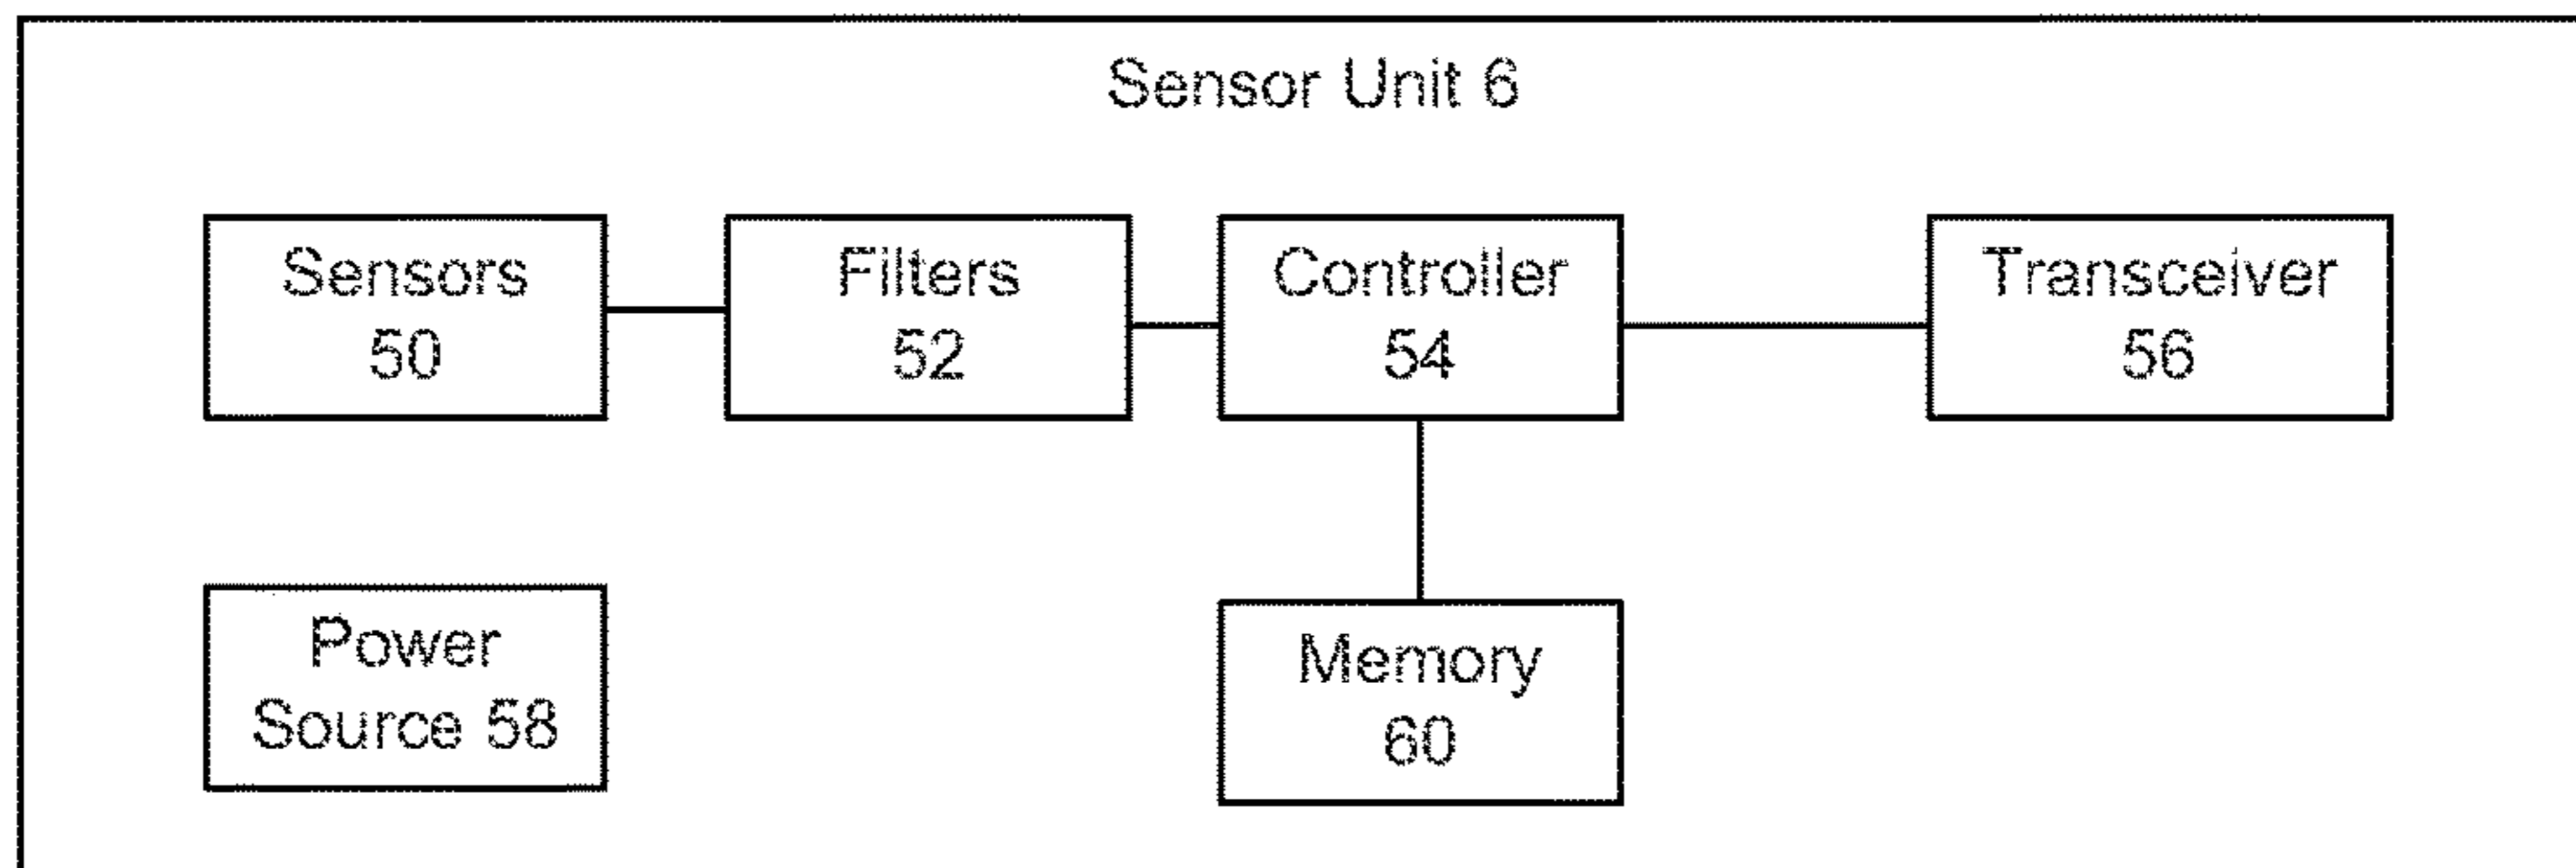 Sensor Unit 6
Sensors
50
Filters
52
Controller
54
Transceiver
56
Power
Source 58
Memory
60